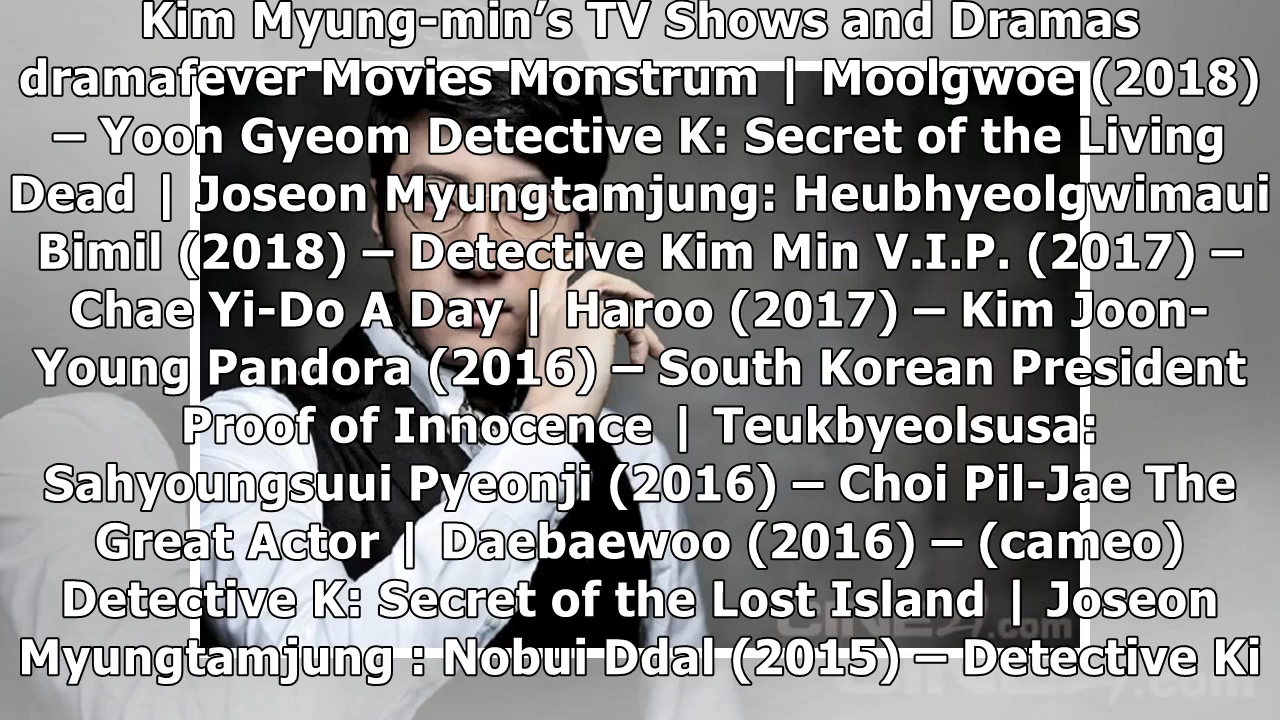 Kim Myung-min’s TV Shows and Dramas
dramafever Movies Monstrum | Moolgwoe (2018)
– Yoon Gyeom Detective K: Secret of the Living
Dead | Joseon Myungtamjung: Heubhyeolgwimaui
Bimil (2018) – Detective Kim Min V.I.P. (2017) –
Chae Yi-Do A Day | Haroo (2017) – Kim Joon-
Young Pandora (2016) – South Korean President
Proof of Innocence | Teukbyeolsusa:
Sahyoungsuui Pyeonji (2016) – Choi Pil-Jae The
Great Actor | Daebaewoo (2016) – (cameo)
Detective K: Secret of the Lost Island | Joseon
Myungtamjung : Nobui Ddal (2015) – Detective Ki
CINE21.com